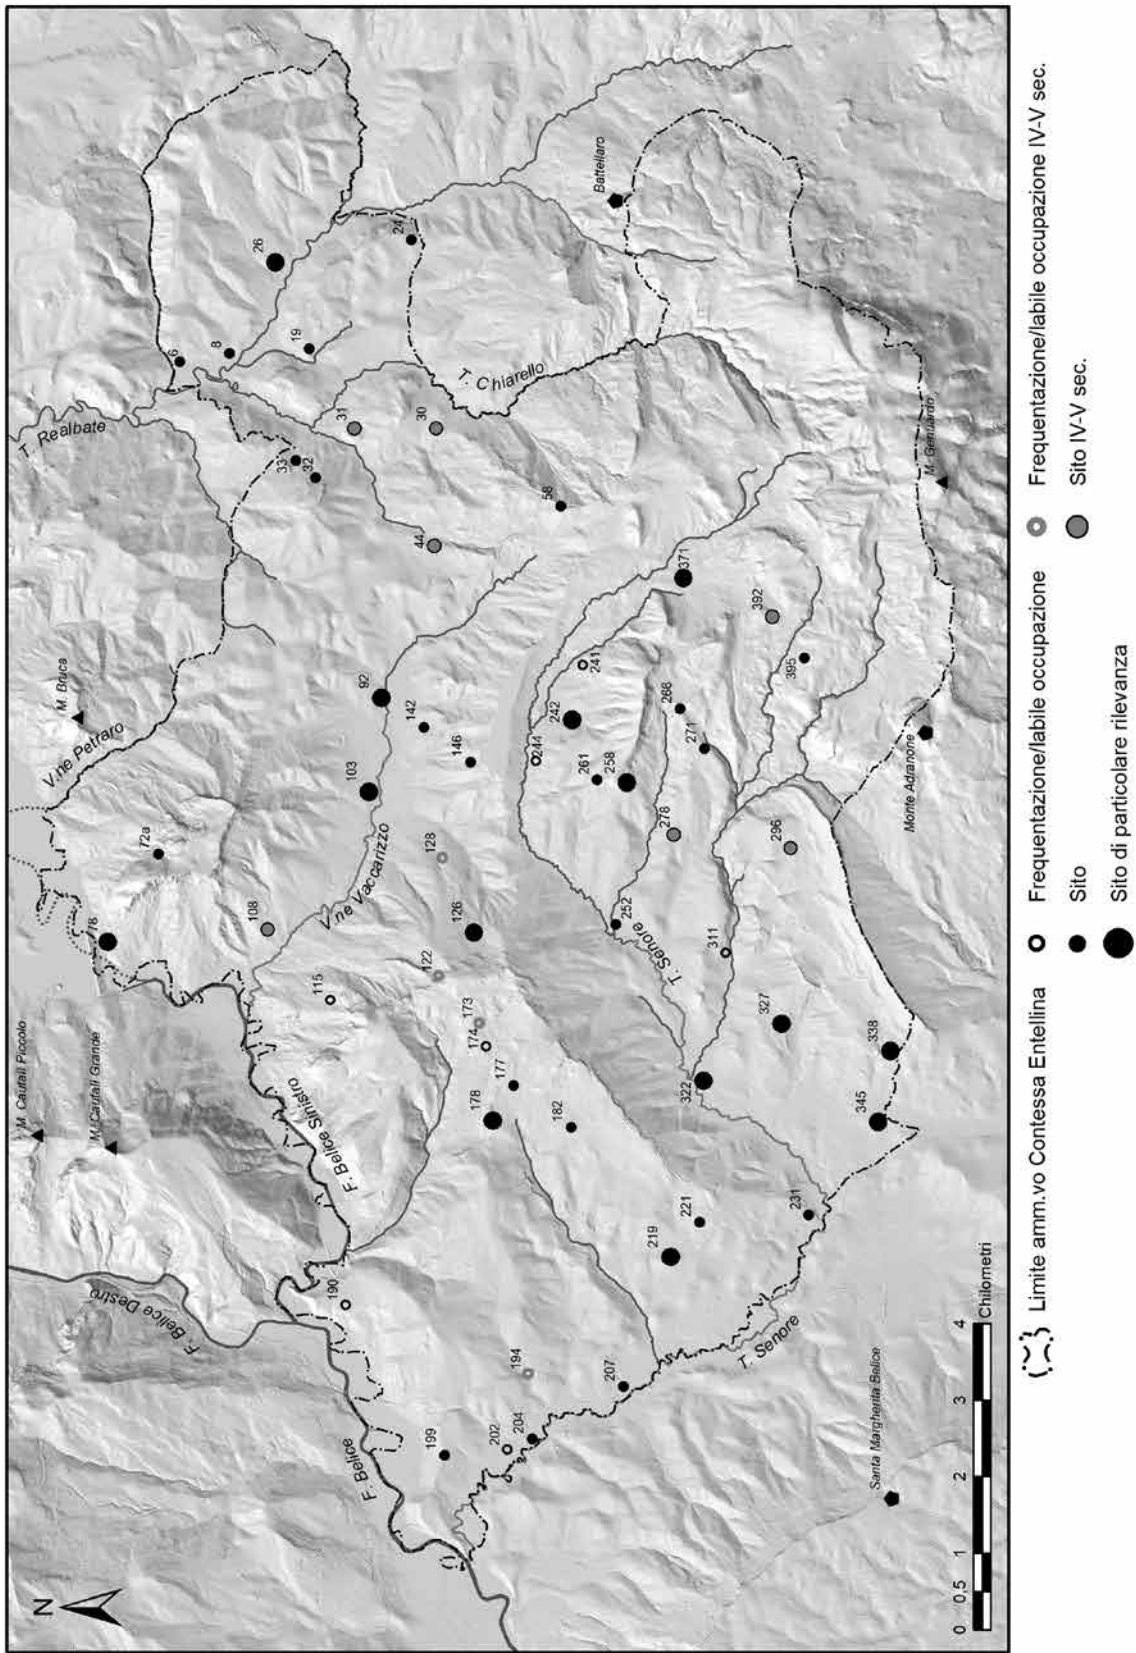 N
M. Cautali Piccolo
M. Cautali Grande
M. Bruca
T. Realbate
V.ne Petraro
78
72a
6
8
F. Belice Destro
108
26
33
32
19
115
31
F. Belice Sinistro
V.ne Vaccarizzo
103
92
190
24
44
30
F. Belice
199
122
128
142
126
146
T. Chiarello
178
174
173
177
202
204
194
182
244
58
242
241
261
258
Battellaro
207
252
T. Senore
219
221
322
278
271
266
371
311
T. Senore
231
327
296
392
395
345
338
Santa Margherita Belice
Monte Adranone
M. Genuardo
0 0,5 1 2 3 4
Chilometri
Limite amm.vo Contessa Entellina
Frequentazione/labile occupazione
Frequentazione/labile occupazione IV-V sec.
Sito
Sito IV-V sec.
Sito di particolare rilevanza